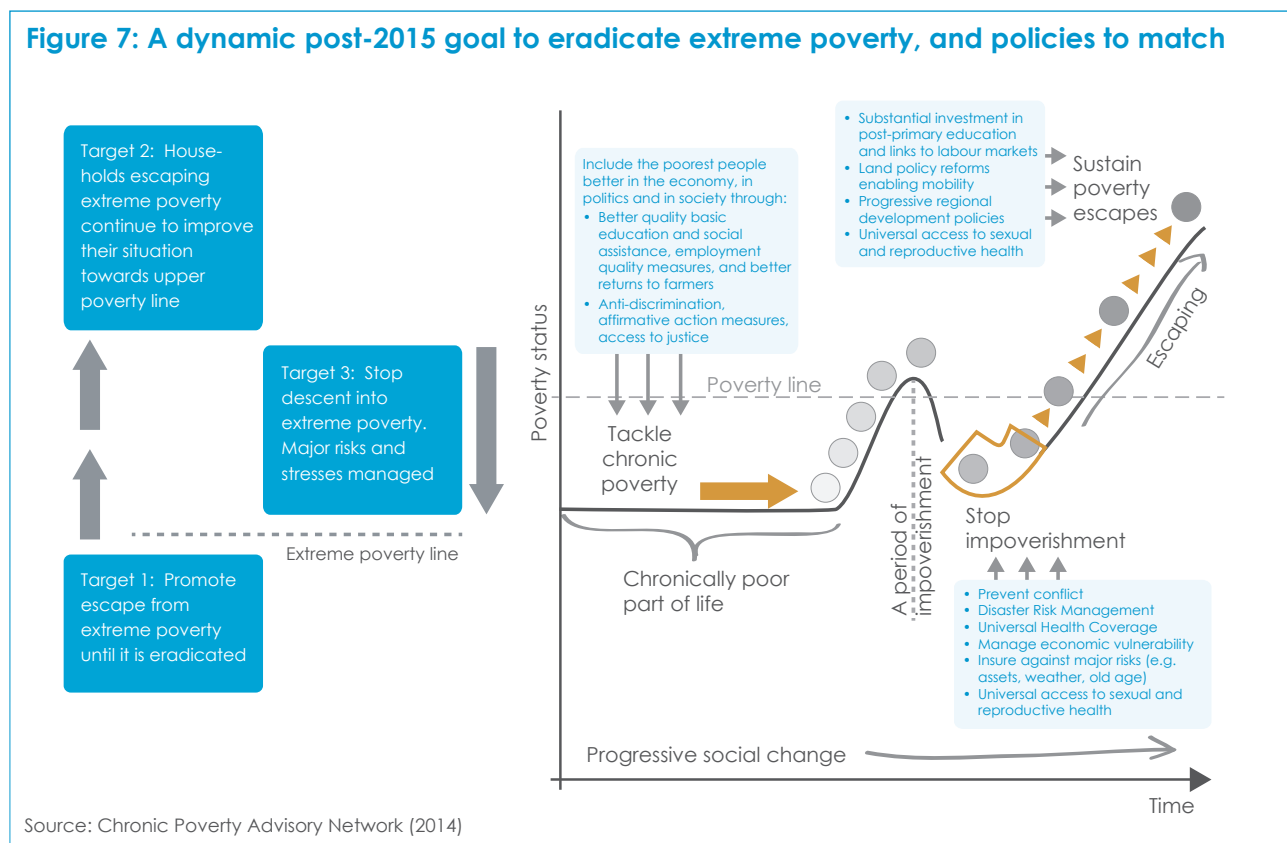 Figure 7: A dynamic post-2015 goal to eradicate extreme poverty, and policies to match
Target 2: House-
holds escaping
extreme poverty
continue to improve
their situation
towards upper
poverty line
Target 3: Stop
descent into
extreme poverty.
Major risks and
stresses managed
Extreme poverty line
Target 1: Promote
escape from
extreme poverty
until it is eradicated
Poverty status
Include the poorest people
better in the economy, in
politics and in society through:
• Better quality basic
education and social
assistance, employment
quality measures, and better
returns to farmers
• Anti-discrimination,
affirmative action measures,
access to justice
Tackle
chronic
poverty
Poverty line
Chronically poor
part of life
A period of
impoverishment
• Substantial investment in
post-primary education
and links to labour markets
• Land policy reforms
enabling mobility
• Progressive regional
development policies
• Universal access to sexual
and reproductive health
Sustain
poverty
escapes
Escaping
Stop
impoverishment
• Prevent conflict
• Disaster Risk Management
• Universal Health Coverage
• Manage economic vulnerability
• Insure against major risks (e.g.
assets, weather, old age)
• Universal access to sexual and
reproductive health
Progressive social change
Time
Source: Chronic Poverty Advisory Network (2014)